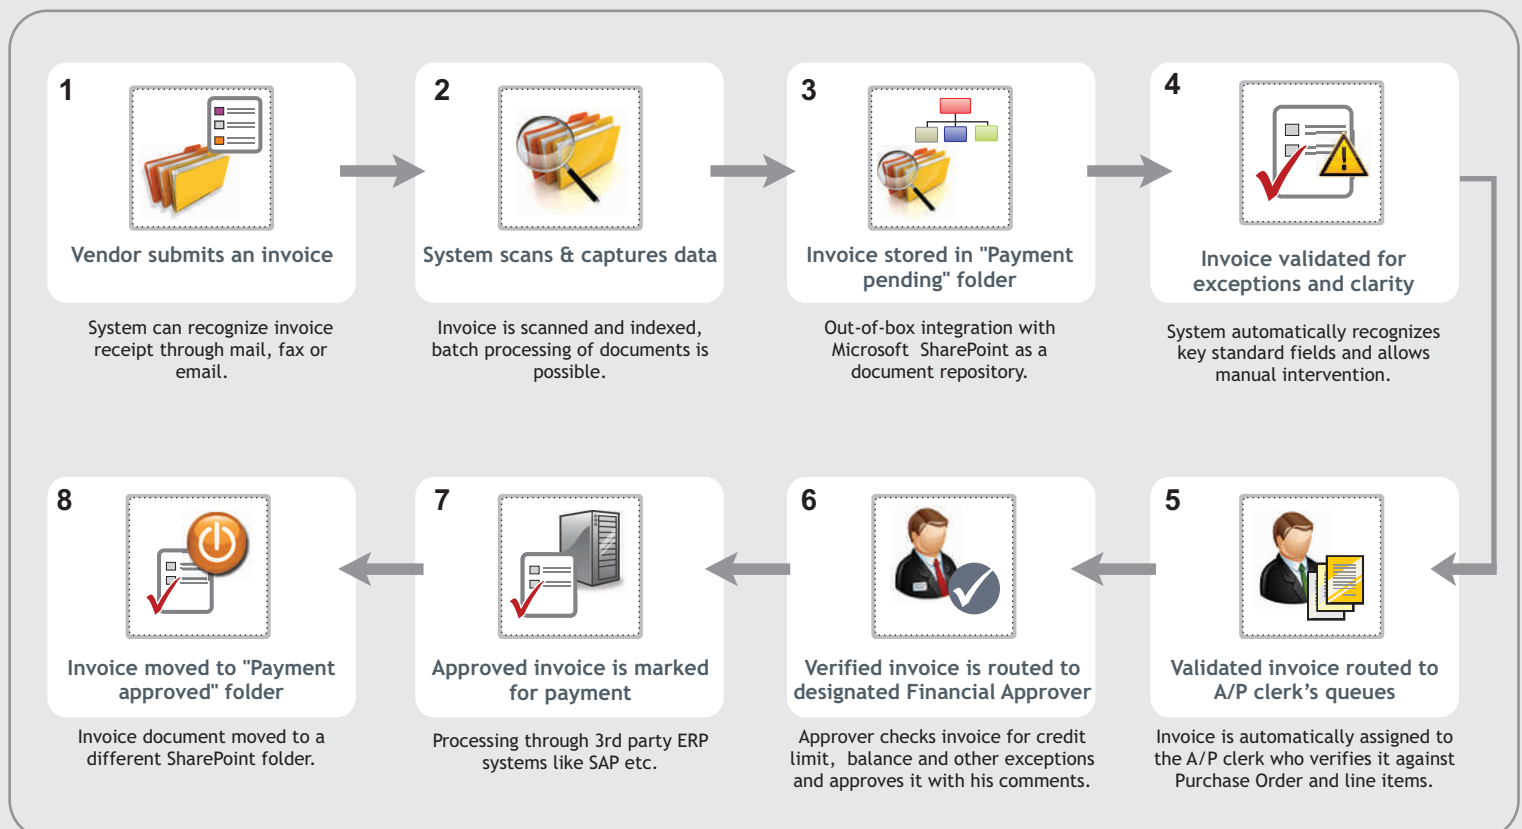 1
Vendor submits an invoice
System can recognize invoice
receipt through mail, fax or
email.
2
System scans & captures data
Invoice is scanned and indexed,
batch processing of documents is
possible.
3
Invoice stored in "Payment
pending" folder
Out-of-box integration with
Microsoft SharePoint as a
document repository.
4
Invoice validated for
exceptions and clarity
System automatically recognizes
key standard fields and allows
manual intervention.
5
Validated invoice routed to
A/P clerk’s queues
Invoice is automatically assigned to
the A/P clerk who verifies it against
Purchase Order and line items.
6
Verified invoice is routed to
designated Financial Approver
Approver checks invoice for credit
limit, balance and other exceptions
and approves it with his comments.
7
Approved invoice is marked
for payment
Processing through 3rd party ERP
systems like SAP etc.
8
Invoice moved to "Payment
approved" folder
Invoice document moved to a
different SharePoint folder.